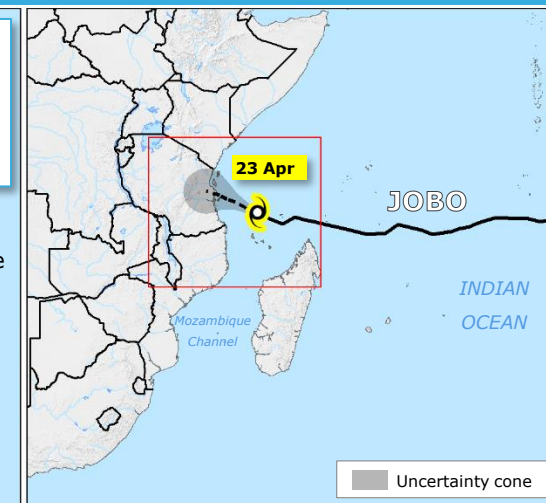 23 Apr
JOBO
e
INDIAN
OCEAN
Mozambique
Channel
Uncertainty cone